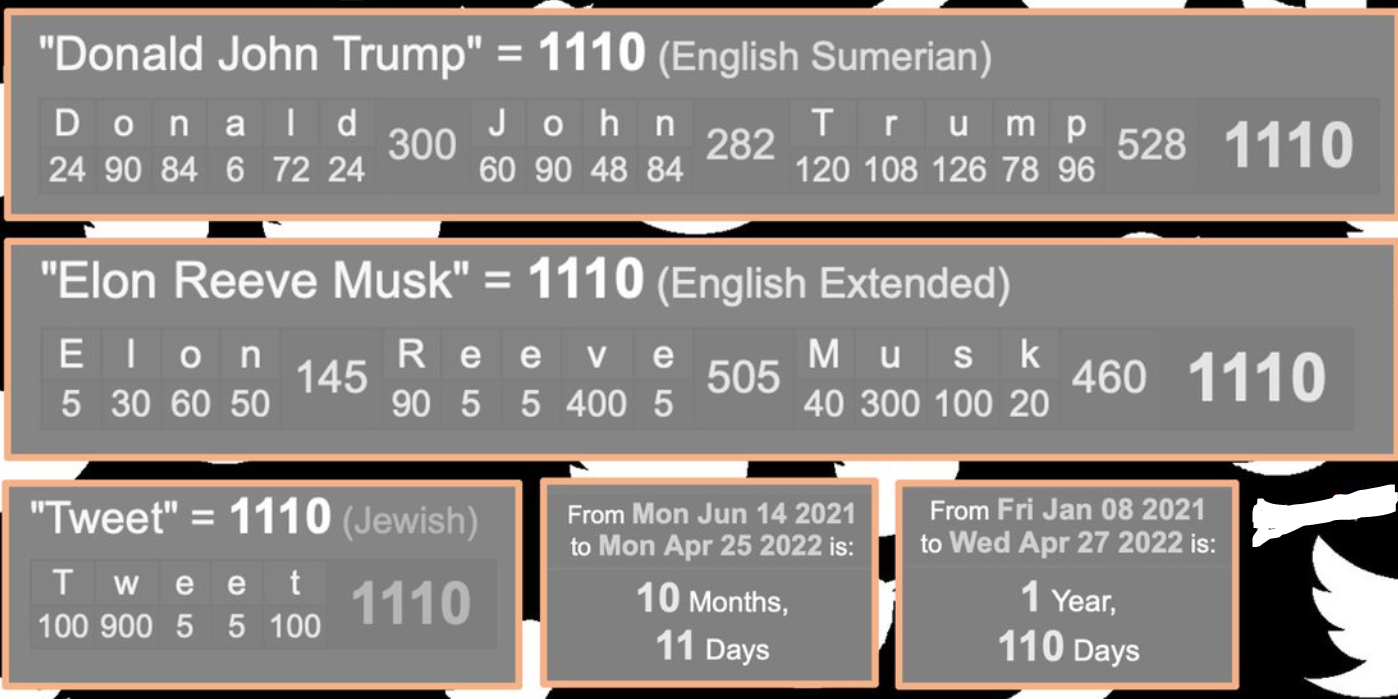 "Donald John Trump" = 1110 (English Sumerian)
D o n a l d 300 J o h n 282 T r u m p 528 1110
24 90 84 6 72 24 60 90 48 84 120 108 126 78 96
"Elon Reeve Musk" = 1110 (English Extended)
E l o n 145 R e e v e 505 M u s k 460 1110
5 30 60 50 90 5 5 400 5 40 300 100 20
"Tweet" = 1110 (Jewish)
T w e e t 1110
100 900 5 5 100
From Mon Jun 14 2021
to Mon Apr 25 2022 is:
10 Months,
11 Days
From Fri Jan 08 2021
to Wed Apr 27 2022 is:
1 Year,
110 Days